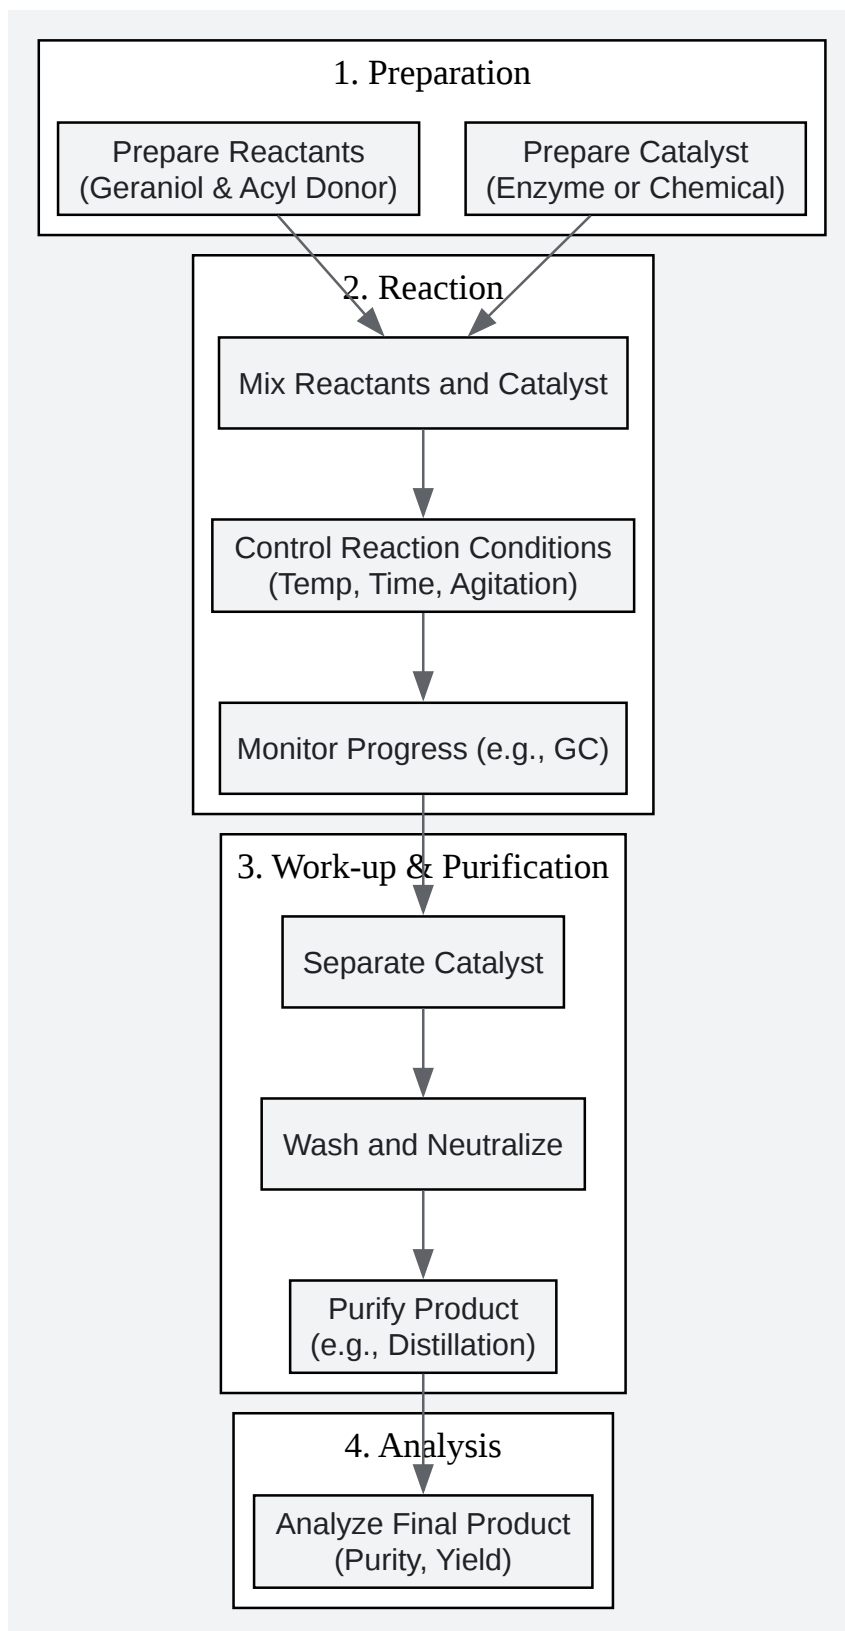 1. Preparation
Prepare Reactants
(Geraniol & Acyl Donor)
Prepare Catalyst
(Enzyme or Chemical)
2. Reaction
Mix Reactants and Catalyst
Control Reaction Conditions
(Temp, Time, Agitation)
Monitor Progress (e.g., GC)
3. Work-up & Purification
Separate Catalyst
Wash and Neutralize
Purify Product
(e.g., Distillation)
4. Analysis
Analyze Final Product
(Purity, Yield)